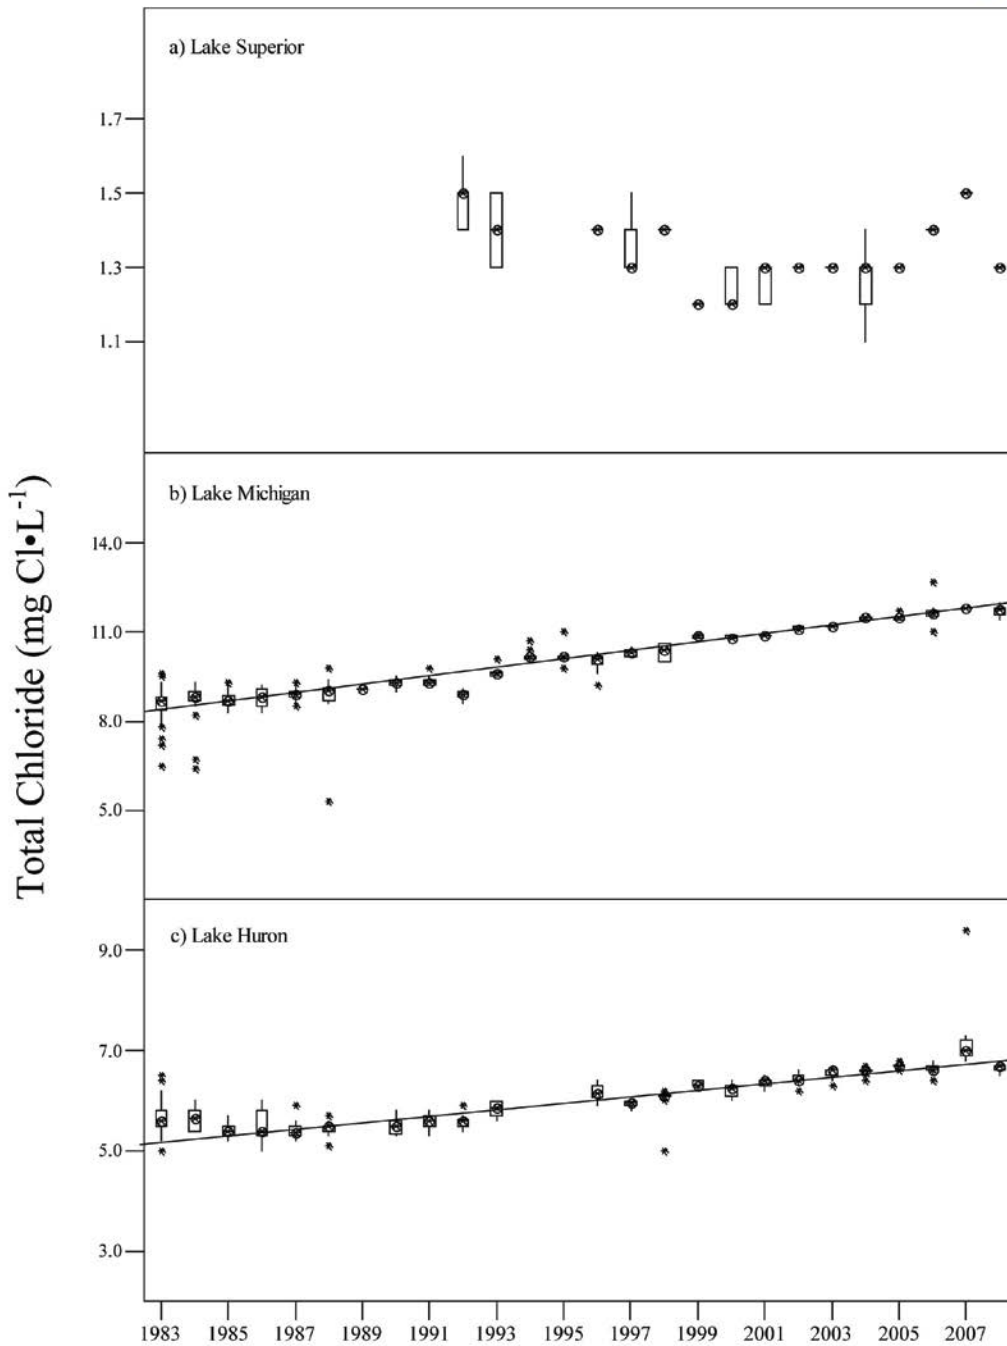 Total Chloride (mg Cl•L⁻¹)
a) Lake Superior
1.7
1.5
1.3
1.1
b) Lake Michigan
14.0
11.0
8.0
5.0
c) Lake Huron
9.0
7.0
5.0
3.0
1983 1985 1987 1989 1991 1993 1995 1997 1999 2001 2003 2005 2007